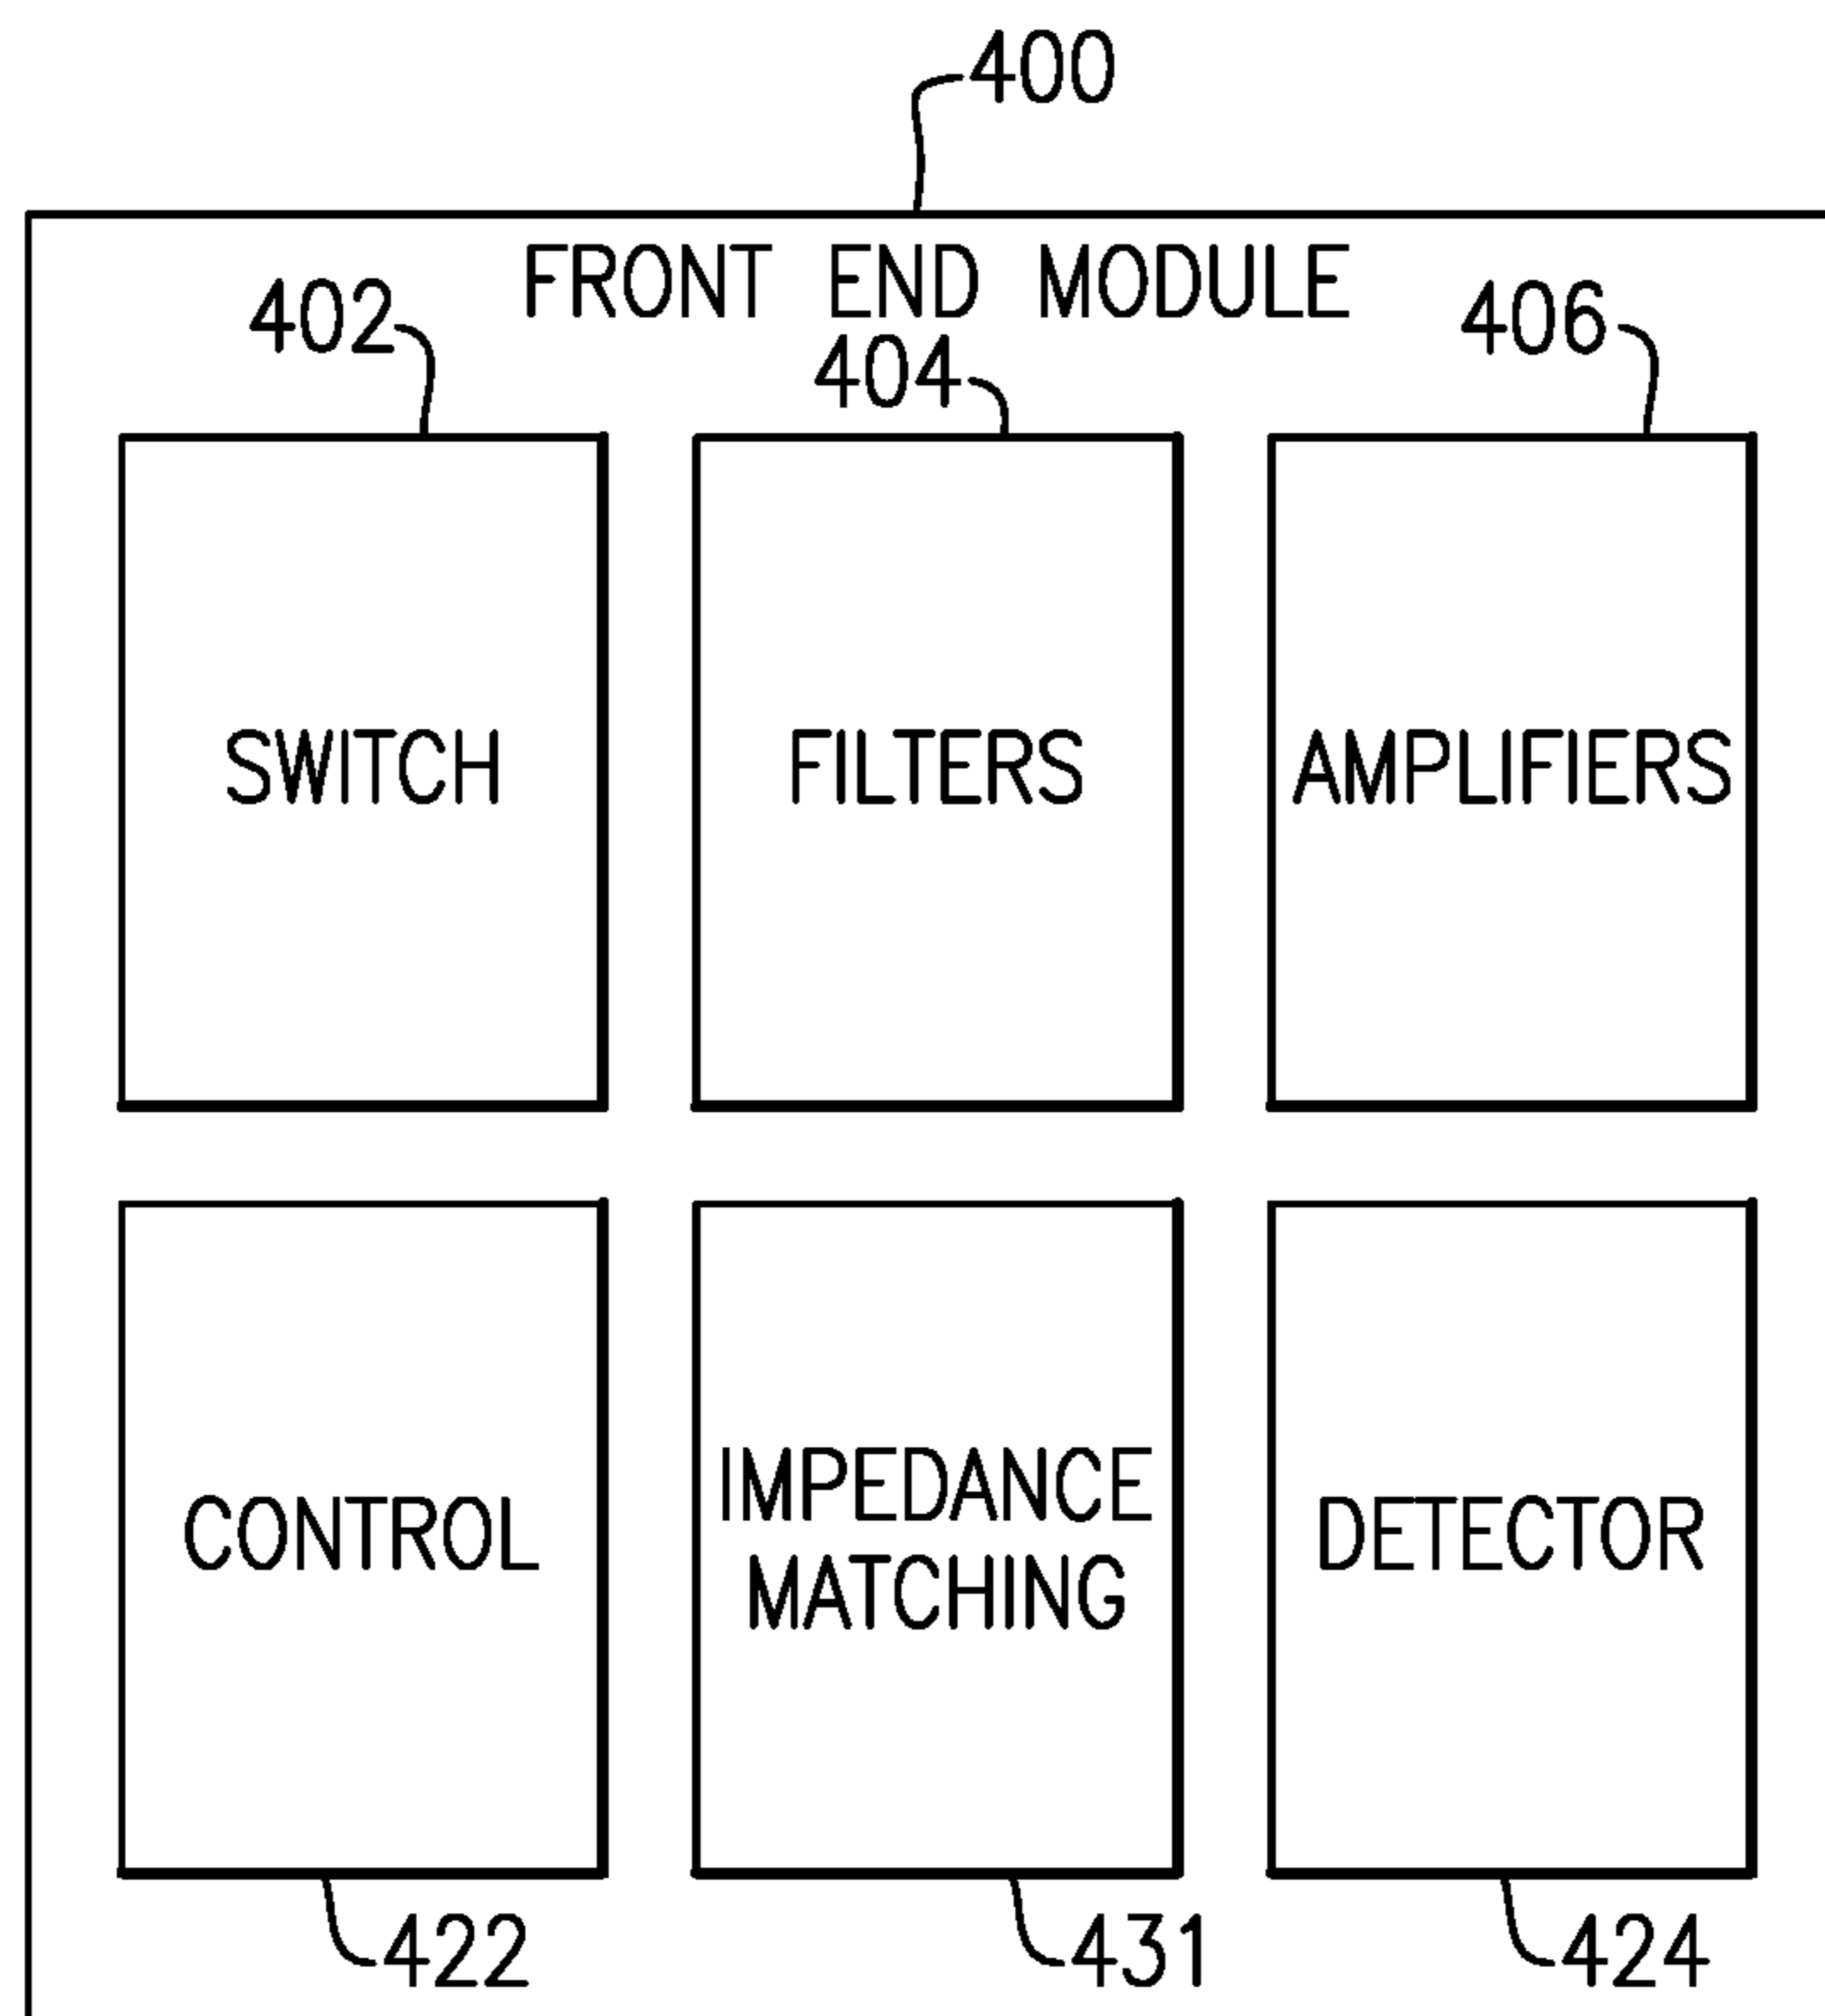 400
FRONT END MODULE
402
404
406
SWITCH
FILTERS
AMPLIFIERS
CONTROL
IMPEDANCE
MATCHING
DETECTOR
422
431
424